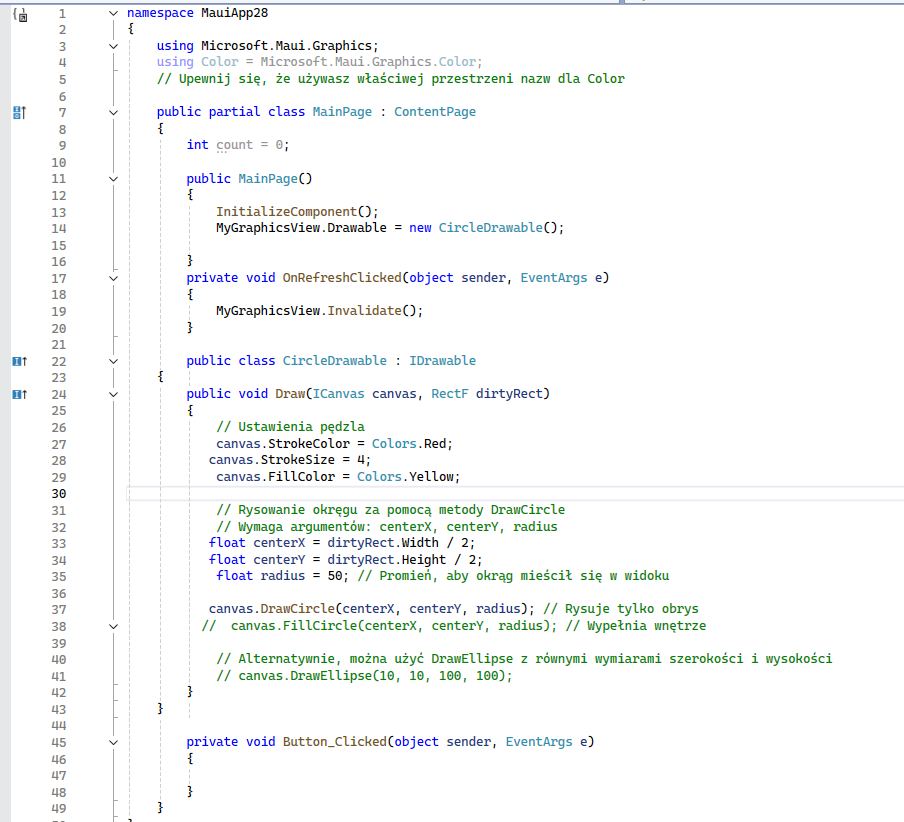 1 namespace MauiApp28
2 {
3 using Microsoft.Maui.Graphics;
4 using Color = Microsoft.Maui.Graphics.Color;
5 // Upewnij się, że używasz właściwej przestrzeni nazw dla Color
6
7 public partial class MainPage : ContentPage
8 {
9 int count = 0;
10
11 public MainPage()
12 {
13 InitializeComponent();
14 MyGraphicsView.Drawable = new CircleDrawable();
15
16 }
17 private void OnRefreshClicked(object sender, EventArgs e)
18 {
19 MyGraphicsView.Invalidate();
20 }
21
22 public class CircleDrawable : IDrawable
23 {
24 public void Draw(ICanvas canvas, RectF dirtyRect)
25 {
26 // Ustawienia pędzla
27 canvas.StrokeColor = Colors.Red;
28 canvas.StrokeSize = 4;
29 canvas.FillColor = Colors.Yellow;
30
31 // Rysowanie okręgu za pomocą metody DrawCircle
32 // Wymaga argumentów: centerX, centerY, radius
33 float centerX = dirtyRect.Width / 2;
34 float centerY = dirtyRect.Height / 2;
35 float radius = 50; // Promień, aby okrąg mieścił się w widoku
36
37 canvas.DrawCircle(centerX, centerY, radius); // Rysuje tylko obrys
38 // canvas.FillCircle(centerX, centerY, radius); // Wypełnia wnętrze
39
40 // Alternatywnie, można użyć DrawEllipse z równymi wymiarami szerokości i wysokości
41 // canvas.DrawEllipse(10, 10, 100, 100);
42 }
43 }
44
45 private void Button_Clicked(object sender, EventArgs e)
46 {
47
48 }
49 }